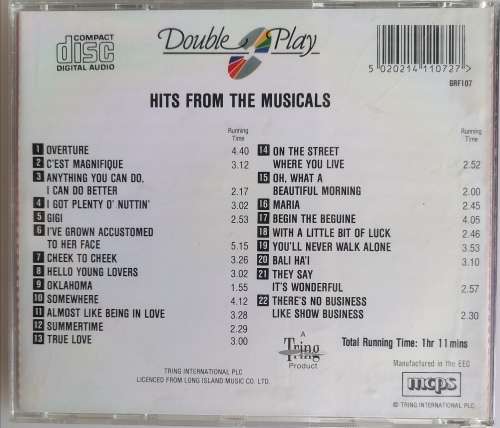 COMPACT
disc
DIGITAL AUDIO
Double Play
5 020214 110727
GRF107
HITS FROM THE MUSICALS
Running
Time
1 OVERTURE 4.40
2 C'EST MAGNIFIQUE 3.12
3 ANYTHING YOU CAN DO,
I CAN DO BETTER 2.17
4 I GOT PLENTY O' NUTTIN' 3.02
5 GIGI 2.53
6 I'VE GROWN ACCUSTOMED
TO HER FACE 5.15
7 CHEEK TO CHEEK 3.26
8 HELLO YOUNG LOVERS 3.02
9 OKLAHOMA 1.55
10 SOMEWHERE 4.12
11 ALMOST LIKE BEING IN LOVE 3.28
12 SUMMERTIME 2.29
13 TRUE LOVE 3.00
Running
Time
14 ON THE STREET
WHERE YOU LIVE 2.52
15 OH, WHAT A
BEAUTIFUL MORNING 2.00
16 MARIA 2.45
17 BEGIN THE BEGUINE 4.05
18 WITH A LITTLE BIT OF LUCK 2.46
19 YOU'LL NEVER WALK ALONE 3.53
20 BALI HA'I 3.10
21 THEY SAY
IT'S WONDERFUL 2.57
22 THERE'S NO BUSINESS
LIKE SHOW BUSINESS 2.30
A
Tring
Product
Total Running Time: 1hr 11 mins
Manufactured in the EEC
TRING INTERNATIONAL PLC
LICENCED FROM LONG ISLAND MUSIC CO. LTD.
mcps
© TRING INTERNATIONAL PLC